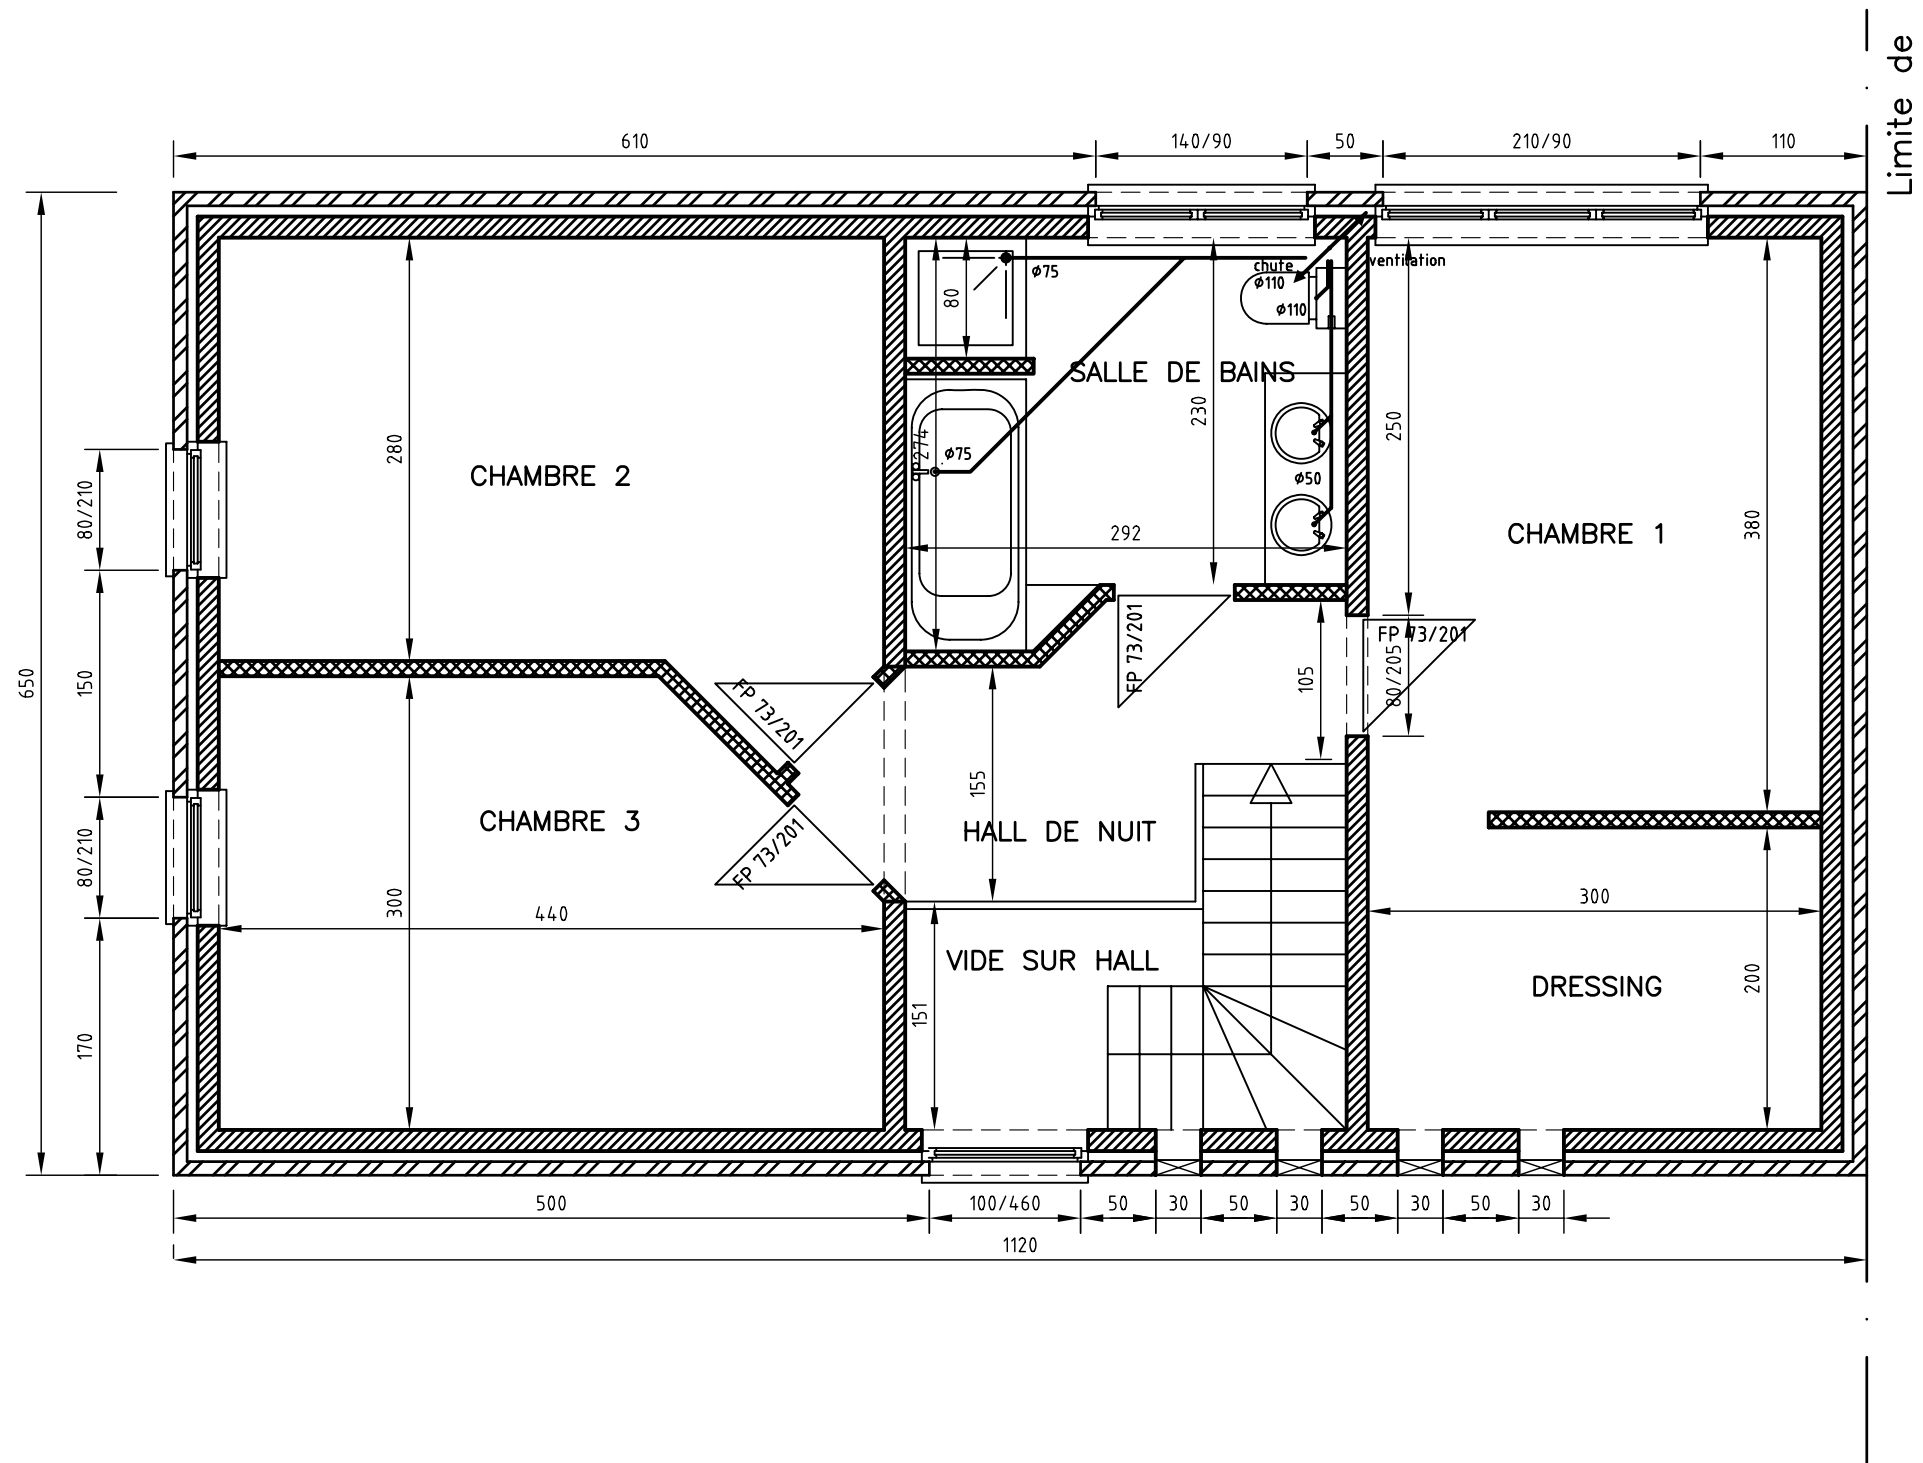 Limite de
610
140/90
50
210/90
110
chute
ventilation
ø75
ø110
ø110
80
SALLE DE BAINS
230
250
280
274
ø75
CHAMBRE 2
ø50
80/210
292
CHAMBRE 1
380
FP 73/201
FP 73/201
650
150
105
80/205
FP 73/201
155
CHAMBRE 3
HALL DE NUIT
80/210
FP 73/201
300
440
300
VIDE SUR HALL
DRESSING
200
151
170
500
100/460
50
30
50
30
50
30
50
30
1120